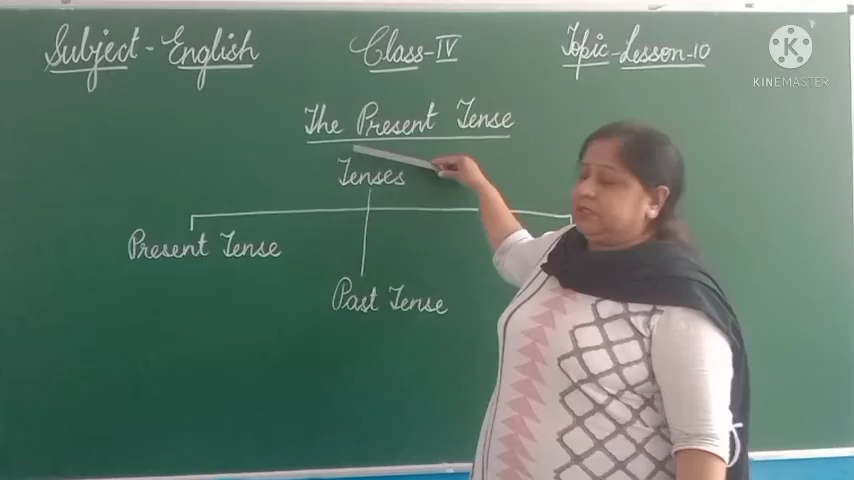 Subject - English Class - IV Topic - Lesson - 10
K
KINEMASTER
The Present Tense
Tenses
Present Tense
Past Tense